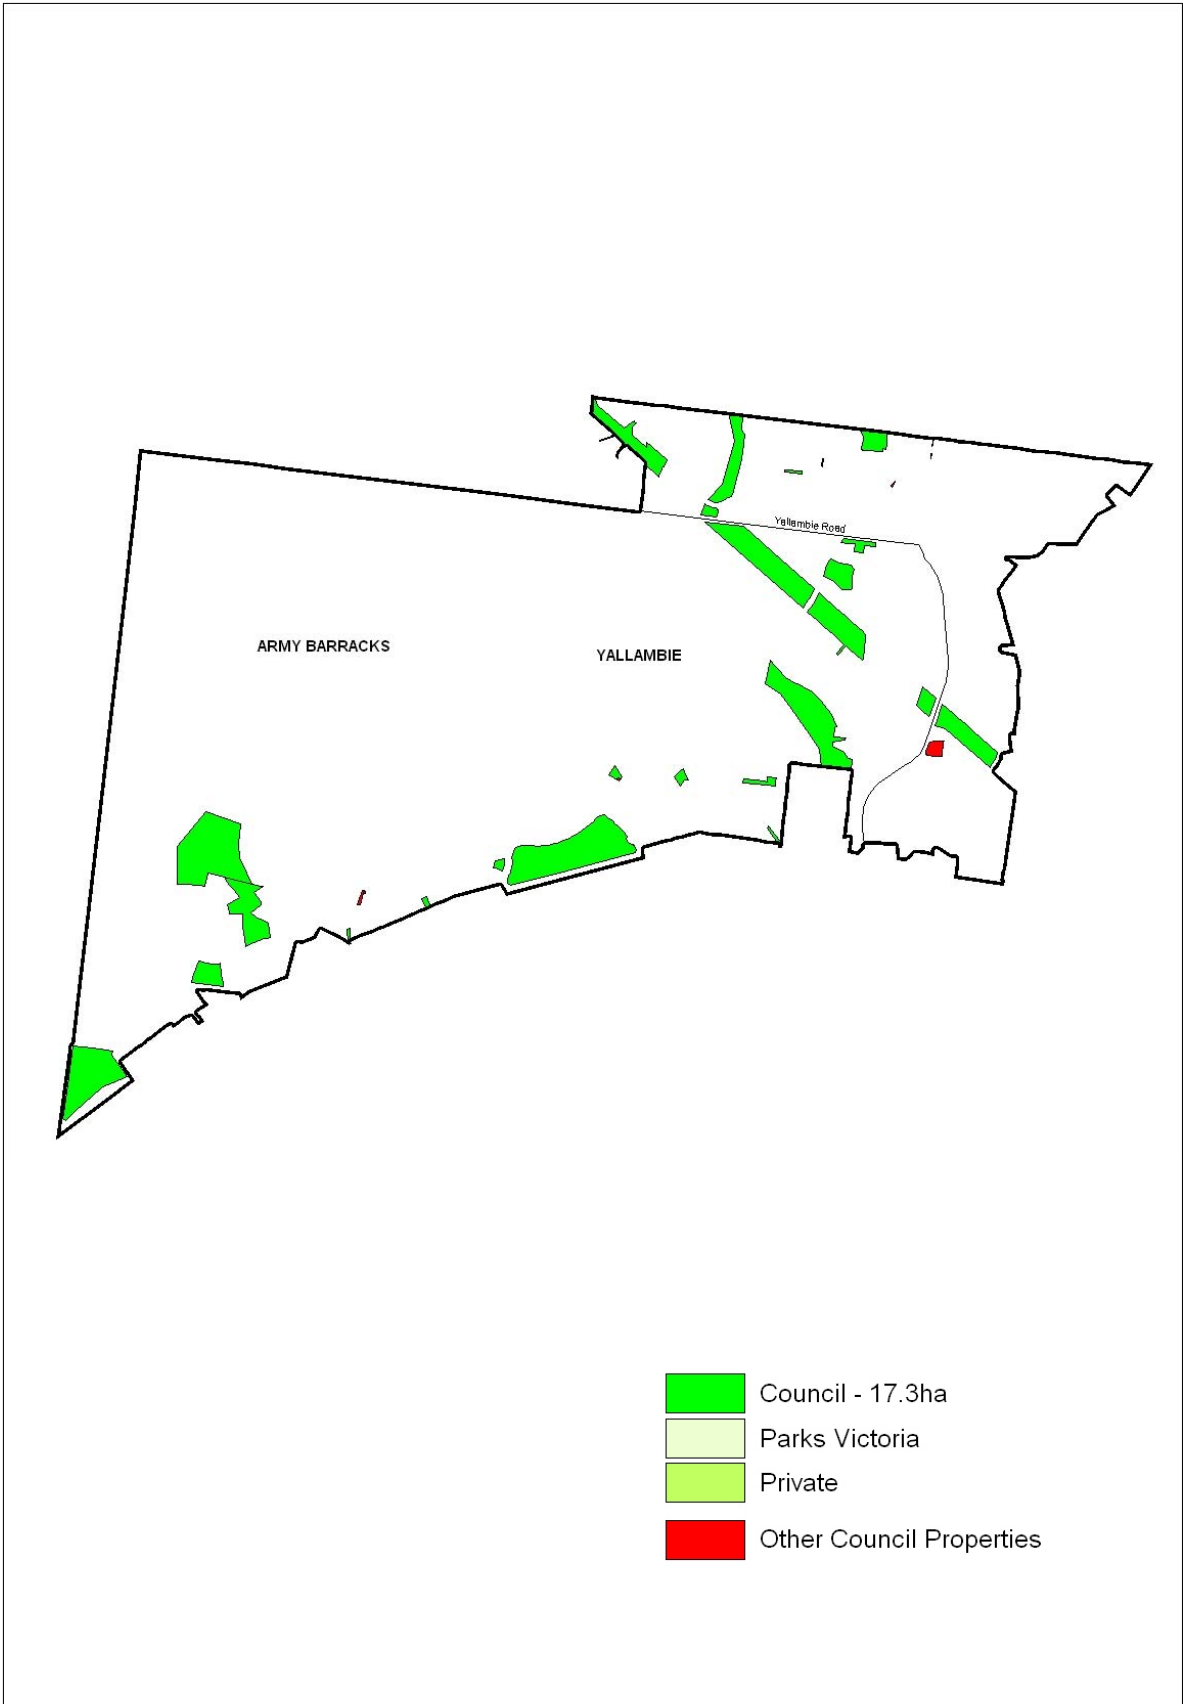 Yallambie Road
ARMY BARRACKS
YALLAMBIE
Council - 17.3ha
Parks Victoria
Private
Other Council Properties